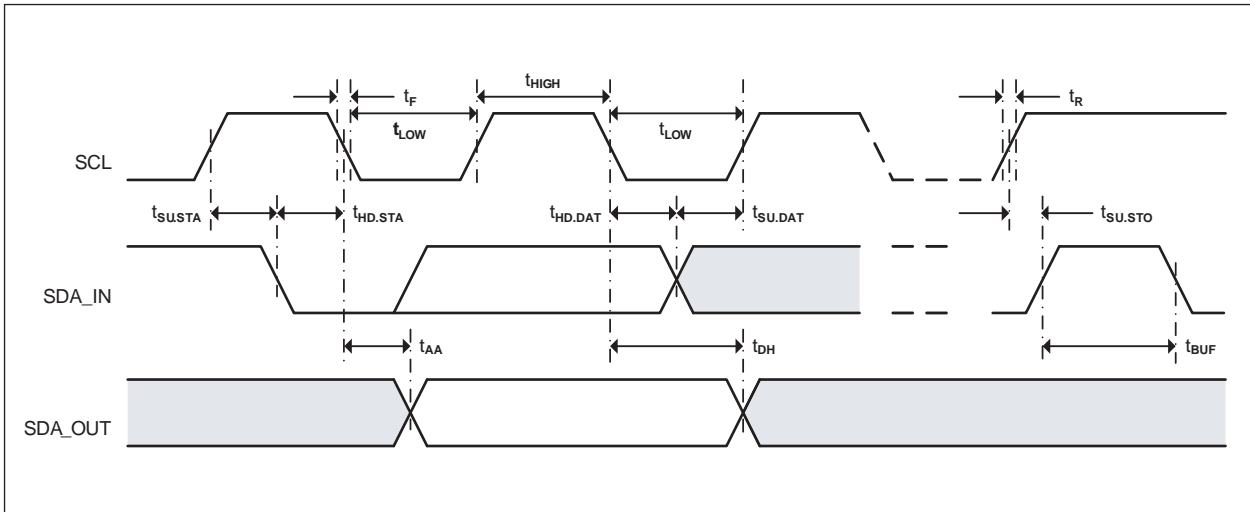 tHIGH
tF
tR
tLOW
tLOW
SCL
tSU.STA
tHD.STA
tHD.DAT
tSU.DAT
tSU.STO
SDA_IN
tAA
tDH
tBUF
SDA_OUT